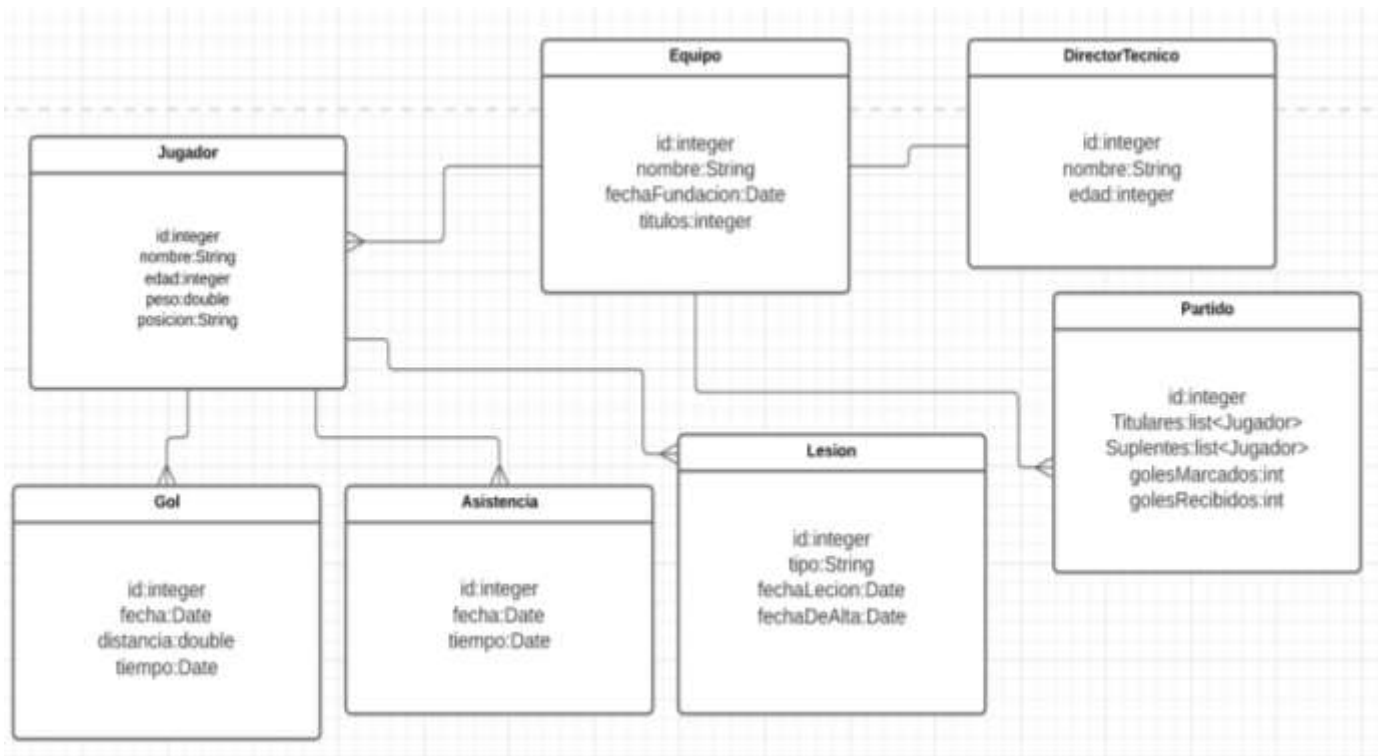 Equipo
id:integer
nombre:String
fechaFundacion:Date
titulos:integer
DirectorTecnico
id:integer
nombre:String
edad:integer
Jugador
id:integer
nombre:String
edad:integer
peso:double
posicion:String
Partido
id:integer
Titulares:list<Jugador>
Suplentes:list<Jugador>
golesMarcados:int
golesRecibidos:int
Lesion
id:integer
tipo:String
fechaLecion:Date
fechaDeAlta:Date
Gol
id:integer
fecha:Date
distancia:double
tiempo:Date
Asistencia
id:integer
fecha:Date
tiempo:Date